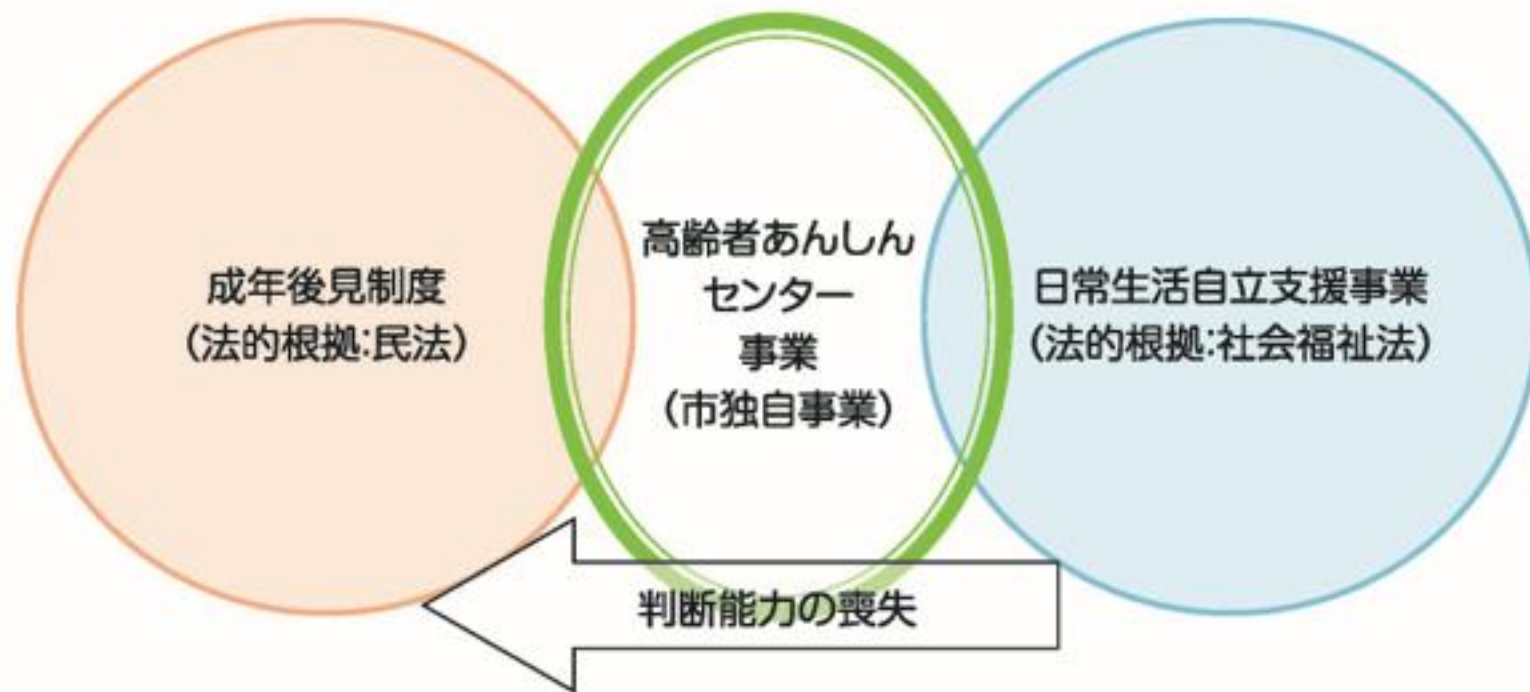 成年後見制度
(法的根拠:民法)
高齢者あんしん
センター
事業
(市独自事業)
日常生活自立支援事業
(法的根拠:社会福祉法)
判断能力の喪失